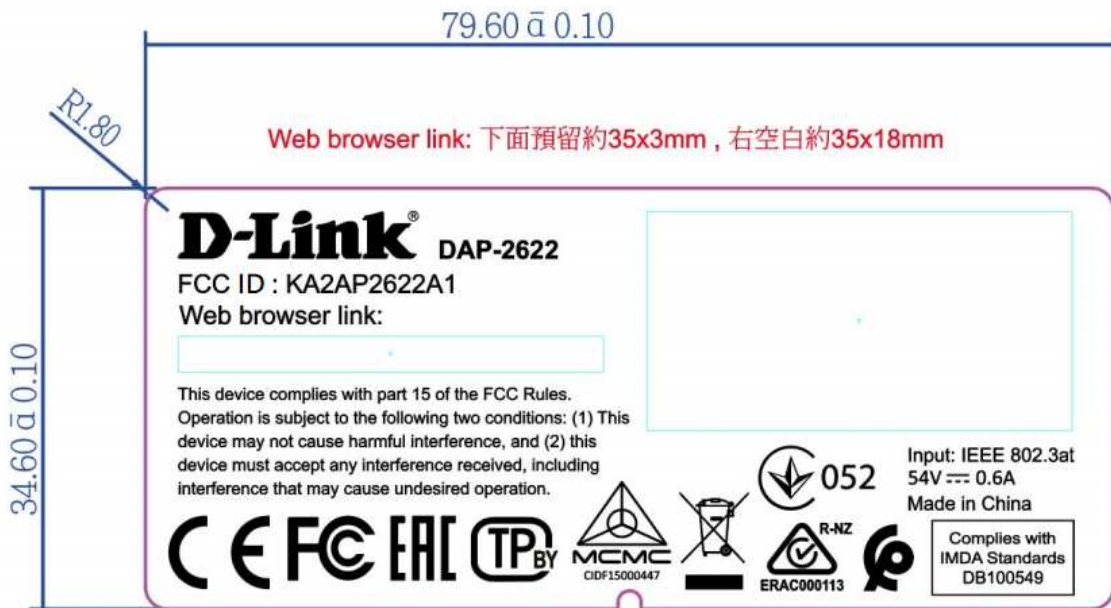 79.60 ā 0.10
R1.80
Web browser link: 下面預留約35x3mm , 右空白約35x18mm
34.60 ā 0.10
D-Link® DAP-2622
FCC ID : KA2AP2622A1
Web browser link:
This device complies with part 15 of the FCC Rules.
Operation is subject to the following two conditions: (1) This
device may not cause harmful interference, and (2) this
device must accept any interference received, including
interference that may cause undesired operation.
052
Input: IEEE 802.3at
54V ⎓ 0.6A
Made in China
CE FC EAC TP BY
MCMC
CIDF15000447
R-NZ
ERAC000113
Complies with
IMDA Standards
DB100549